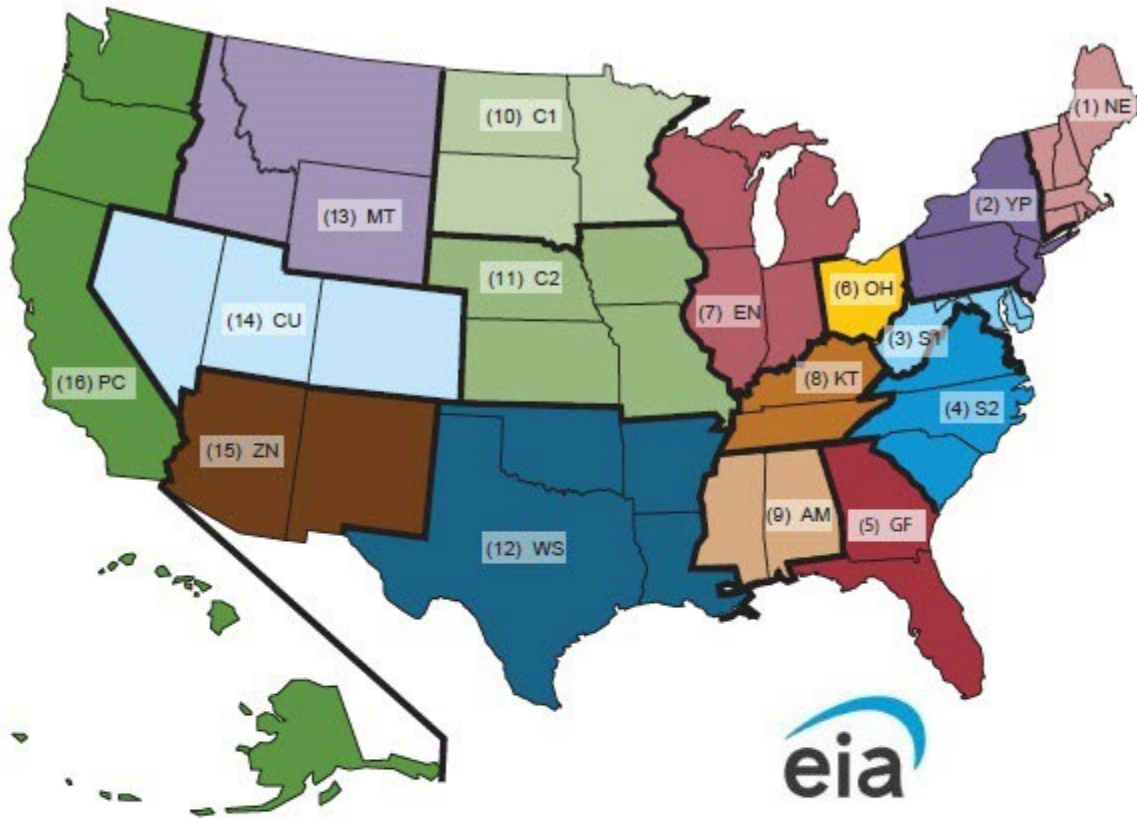 (1) NE
(10) C1
(2) YP
(13) MT
(11) C2
(6) OH
(7) EN
(14) CU
(3) S1
(8) KT
(16) PC
(4) S2
(15) ZN
(9) AM
(5) GF
(12) WS
eia